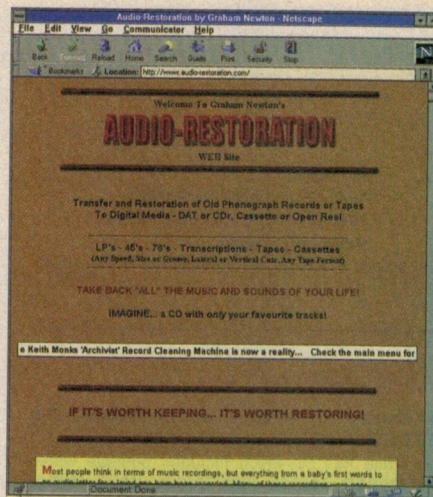 Audio Restoration by Graham Newton - Netscape
File Edit View Go Communicator Help
Back Forward Reload Home Search Guide Print Security Stop
Bookmarks Location: http://www.audio-restoration.com/
Welcome To Graham Newton's
AUDIO-RESTORATION
WEB Site
Transfer and Restoration of Old Phonograph Records or Tapes
To Digital Media - DAT or CDr, Cassette or Open Reel
LP's - 45's - 78's - Transcriptions - Tapes - Cassettes
(Any Speed, Size or Groove, Lateral or Vertical Cuts, Any Tape Format)
TAKE BACK "ALL" THE MUSIC AND SOUNDS OF YOUR LIFE!
IMAGINE... a CD with only your favourite tracks!
e Keith Monks 'Archivist' Record Cleaning Machine is now a reality... Check the main menu for
IF IT'S WORTH KEEPING... IT'S WORTH RESTORING!
Most people think in terms of music recordings, but everything from a baby's first words to
Document Done